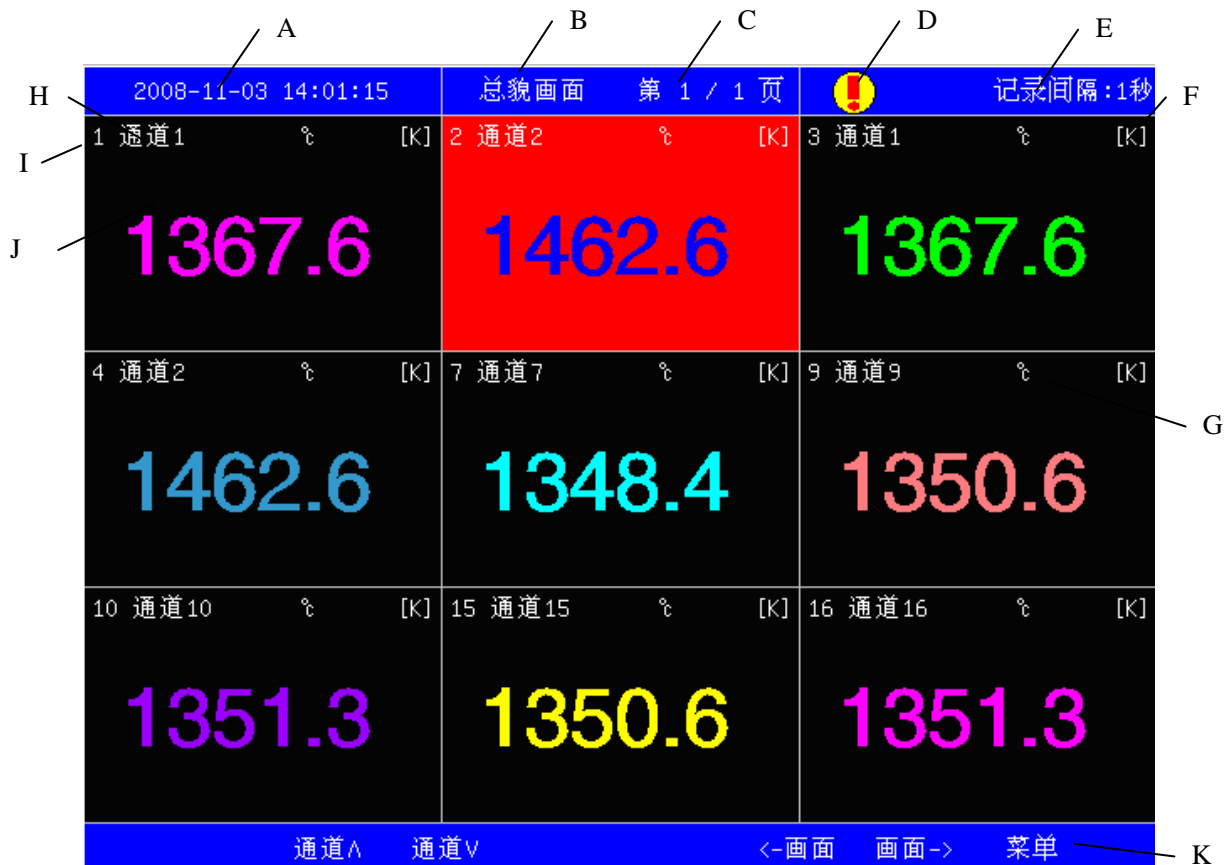 A B C D E
2008-11-03 14:01:15 总貌画面 第 1 / 1 页 记录间隔:1秒
H F
1 通道1 ℃ [K] 2 通道2 ℃ [K] 3 通道1 ℃ [K]
I
J
1367.6 1462.6 1367.6
4 通道2 ℃ [K] 7 通道7 ℃ [K] 9 通道9 ℃ [K]
G
1462.6 1348.4 1350.6
10 通道10 ℃ [K] 15 通道15 ℃ [K] 16 通道16 ℃ [K]
1351.3 1350.6 1351.3
通道∧ 通道∨ <-画面 画面-> 菜单
K